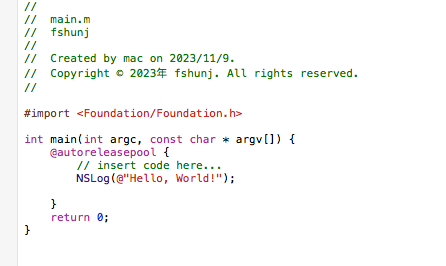 //
//  main.m
//  fshunj
//
//  Created by mac on 2023/11/9.
//  Copyright © 2023年 fshunj. All rights reserved.
//
#import <Foundation/Foundation.h>
int main(int argc, const char * argv[]) {
    @autoreleasepool {
        // insert code here...
        NSLog(@"Hello, World!");
    }
    return 0;
}